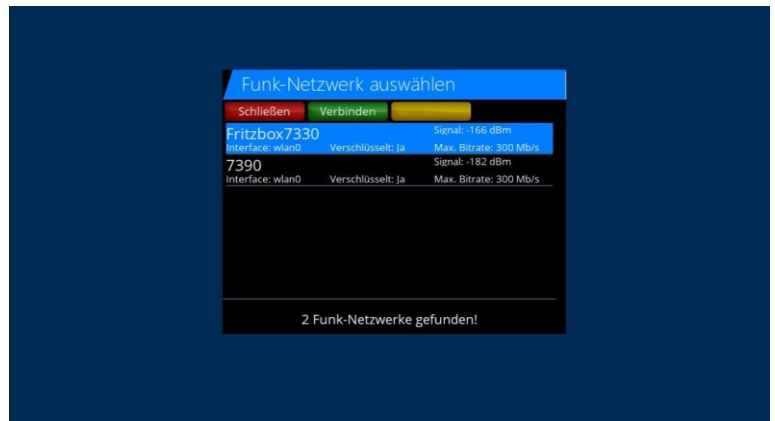 Funk-Netzwerk auswählen
Schließen Verbinden
Fritzbox7330 Signal: -166 dBm
Interface: wlan0 Verschlüsselt: Ja Max. Bitrate: 300 Mb/s
7390 Signal: -182 dBm
Interface: wlan0 Verschlüsselt: Ja Max. Bitrate: 300 Mb/s
2 Funk-Netzwerke gefunden!